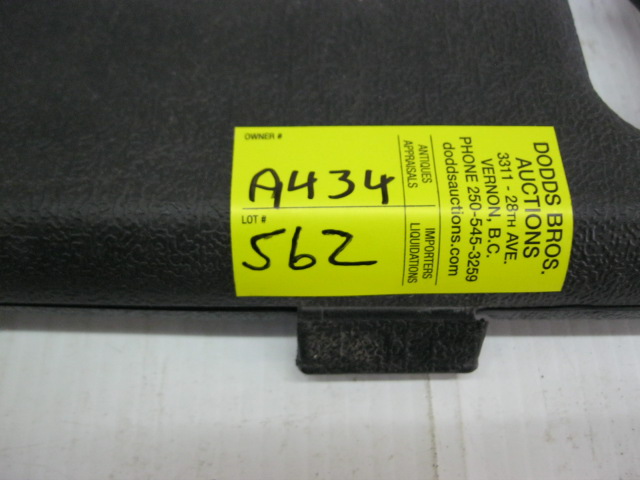 OWNER #
A434
LOT #
562
ANTIQUES
APPRAISALS
IMPORTERS
LIQUIDATIONS
DODDS BROS.
AUCTIONS
3311 - 28TH AVE.
VERNON, B.C.
PHONE 250-545-3259
doddsauctions.com